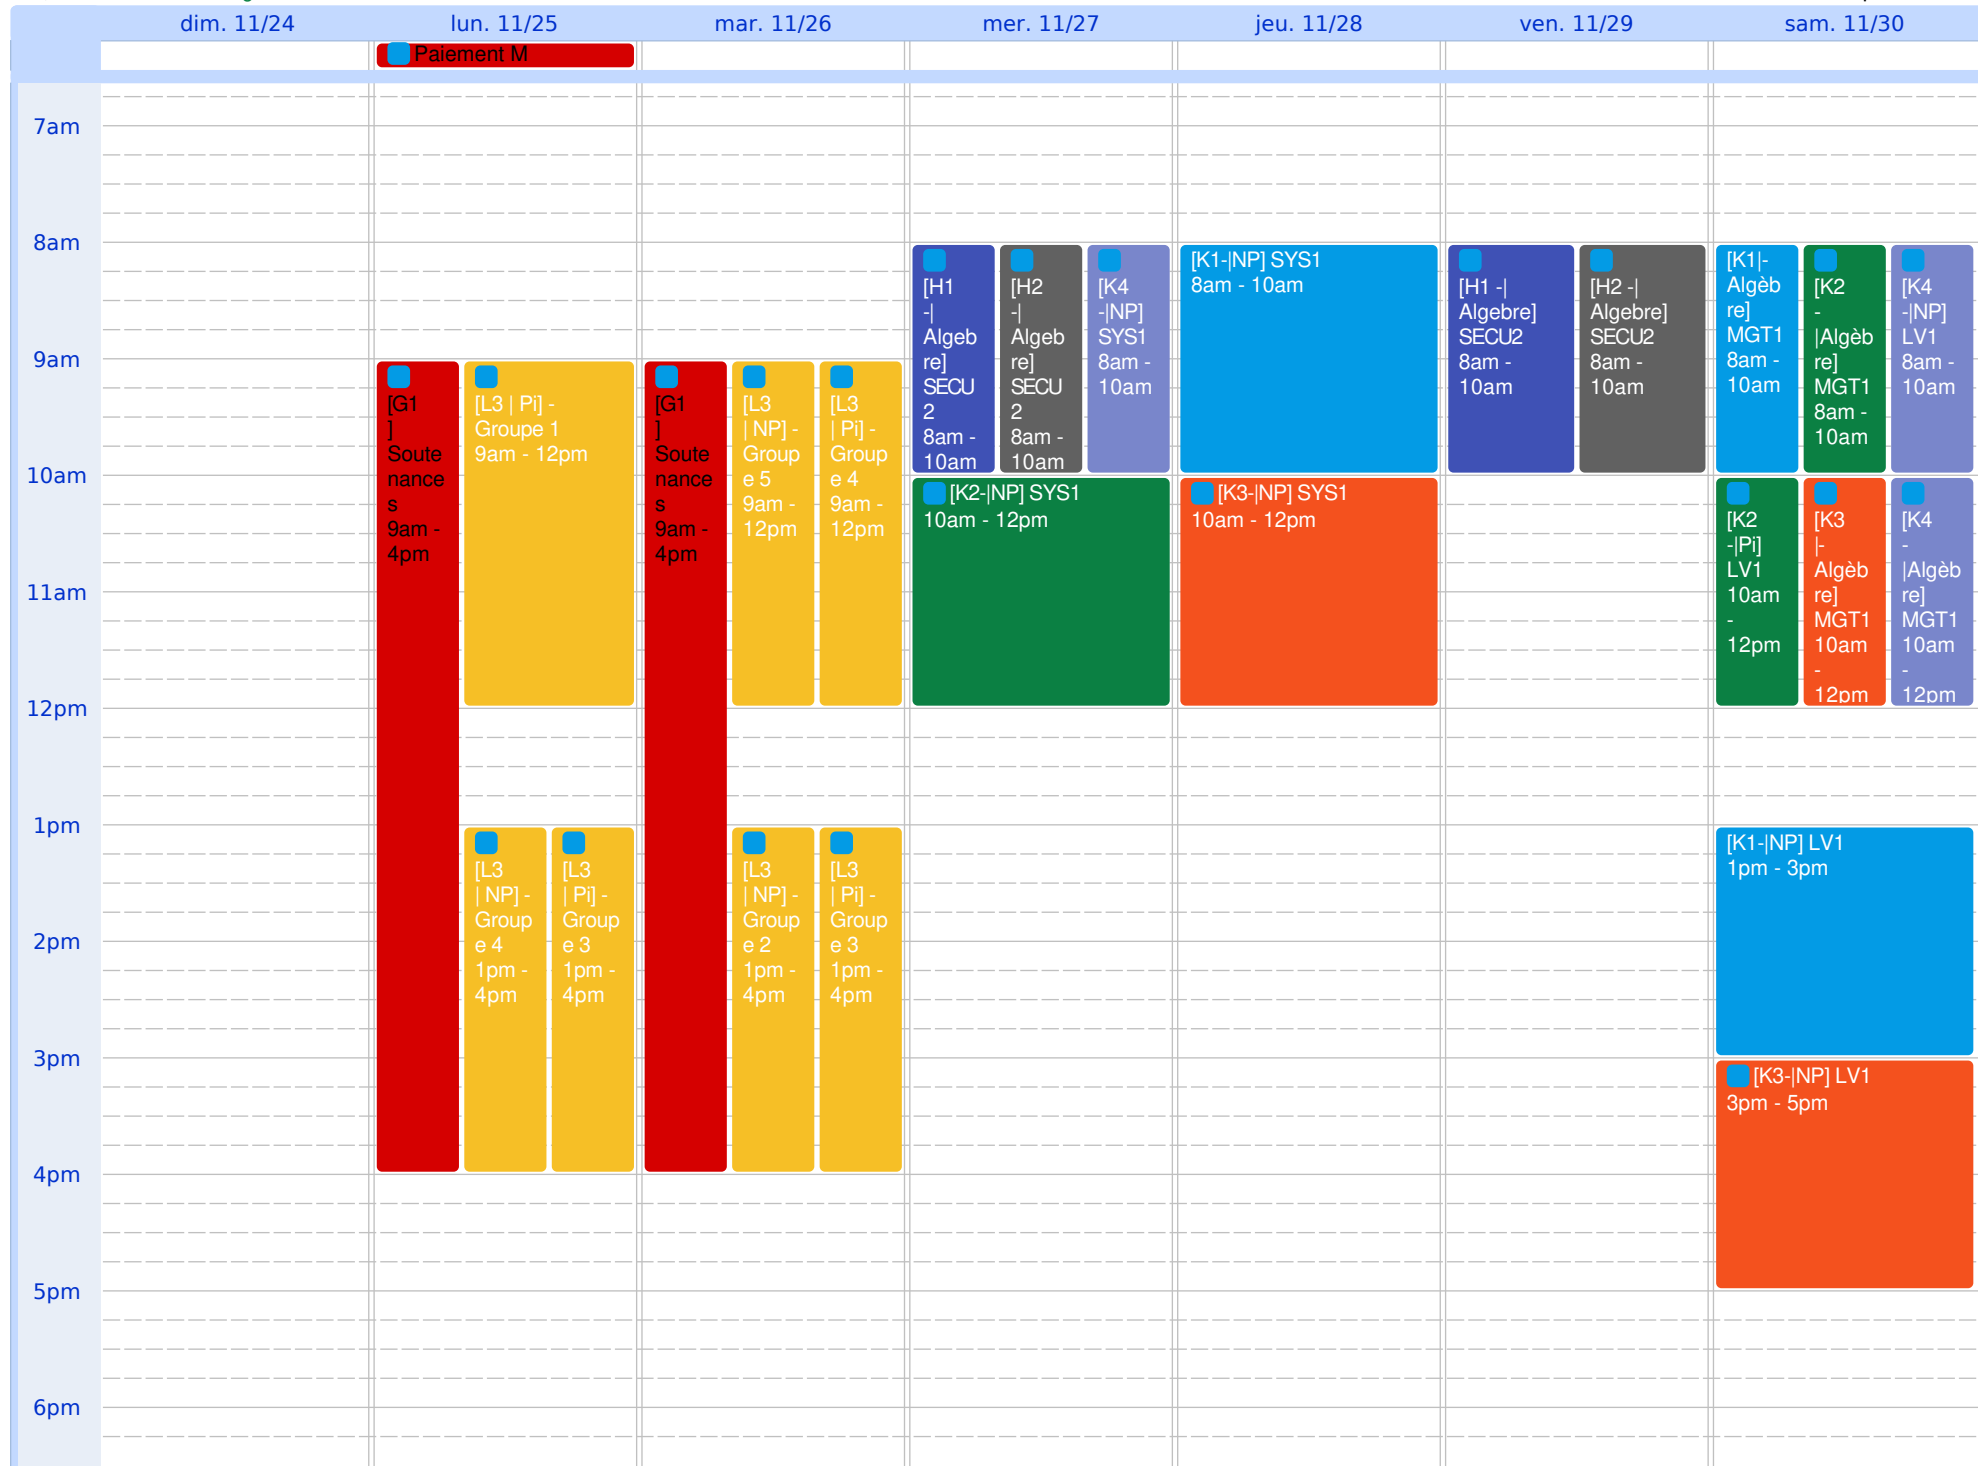 dim. 11/24
lun. 11/25
mar. 11/26
mer. 11/27
jeu. 11/28
ven. 11/29
sam. 11/30
Paiement M
7am
8am
9am
10am
11am
12pm
1pm
2pm
3pm
4pm
5pm
6pm
[G1
]
Soute
nance
s
9am -
4pm
[L3 | Pi] -
Groupe 1
9am - 12pm
[L3
| NP] -
Group
e 4
1pm -
4pm
[L3
| Pi] -
Group
e 3
1pm -
4pm
[G1
]
Soute
nance
s
9am -
4pm
[L3
| NP] -
Group
e 5
9am -
12pm
[L3
| Pi] -
Group
e 4
9am -
12pm
[L3
| NP] -
Group
e 2
1pm -
4pm
[L3
| Pi] -
Group
e 3
1pm -
4pm
[H1
-|
Algeb
re]
SECU
2
8am -
10am
[H2
-|
Algeb
re]
SECU
2
8am -
10am
[K4
-|NP]
SYS1
8am -
10am
[K2-|NP] SYS1
10am - 12pm
[K1-|NP] SYS1
8am - 10am
[K3-|NP] SYS1
10am - 12pm
[H1 -|
Algebre]
SECU2
8am -
10am
[H2 -|
Algebre]
SECU2
8am -
10am
[K1|-
Algèb
re]
MGT1
8am -
10am
[K2
-
|Algèb
re]
MGT1
8am -
10am
[K4
-|NP]
LV1
8am -
10am
[K2
-|Pi]
LV1
10am
-
12pm
[K3
|-
Algèb
re]
MGT1
10am
-
12pm
[K4
-
|Algèb
re]
MGT1
10am
-
12pm
[K1-|NP] LV1
1pm - 3pm
[K3-|NP] LV1
3pm - 5pm